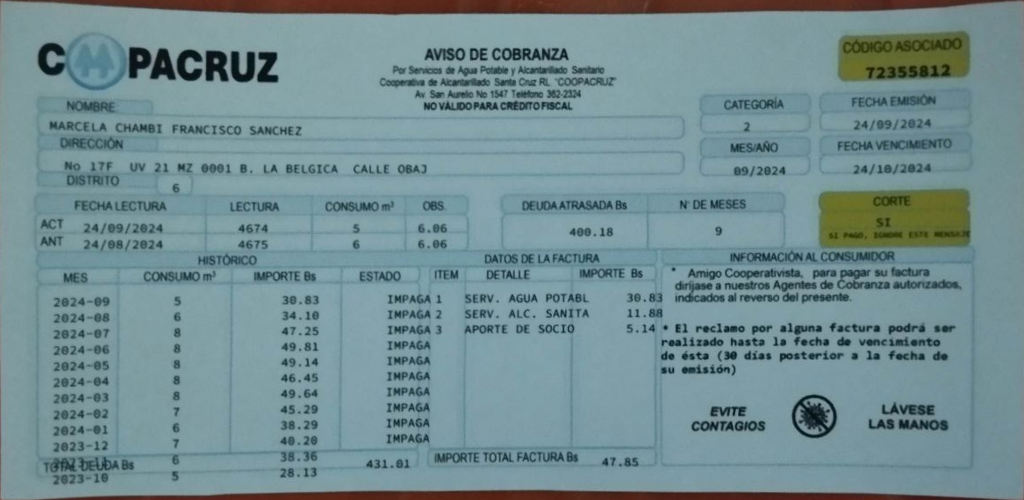 COOPACRUZ
AVISO DE COBRANZA
Por Servicios de Agua Potable y Alcantarillado Sanitario
Cooperativa de Alcantarillado Santa Cruz RL "COOPACRUZ"
Av. San Aurelio No 1547 Teléfono 362-2324
NO VÁLIDO PARA CRÉDITO FISCAL
CÓDIGO ASOCIADO
72355812
NOMBRE
MARCELA CHAMBI FRANCISCO SANCHEZ
CATEGORÍA
2
FECHA EMISIÓN
24/09/2024
DIRECCIÓN
No 17F UV 21 MZ 0001 B. LA BELGICA CALLE OBAJ
MES/AÑO
09/2024
FECHA VENCIMIENTO
24/10/2024
DISTRITO 6
FECHA LECTURA LECTURA CONSUMO m³ OBS.
ACT 24/09/2024 4674 5 6.06
ANT 24/08/2024 4675 6 6.06
DEUDA ATRASADA Bs N° DE MESES
400.18 9
CORTE
SI
SI PAGO, IGNORE ESTE MENSAJE
HISTÓRICO
MES CONSUMO m³ IMPORTE Bs ESTADO
2024-09 5 30.83 IMPAGA
2024-08 6 34.10 IMPAGA
2024-07 8 47.25 IMPAGA
2024-06 8 49.81 IMPAGA
2024-05 8 49.14 IMPAGA
2024-04 8 46.45 IMPAGA
2024-03 8 49.64 IMPAGA
2024-02 7 45.29 IMPAGA
2024-01 6 38.29 IMPAGA
2023-12 7 40.20 IMPAGA
6 38.36
2023-10 5 28.13
TOTAL DEUDA Bs 431.01
DATOS DE LA FACTURA
ITEM DETALLE IMPORTE Bs
1 SERV. AGUA POTABL 30.83
2 SERV. ALC. SANITA 11.88
3 APORTE DE SOCIO 5.14
IMPORTE TOTAL FACTURA Bs 47.85
INFORMACIÓN AL CONSUMIDOR
* Amigo Cooperativista, para pagar su factura
diríjase a nuestros Agentes de Cobranza autorizados,
indicados al reverso del presente.
* El reclamo por alguna factura podrá ser
realizado hasta la fecha de vencimiento
de ésta (30 días posterior a la fecha de
su emisión)
EVITE
CONTAGIOS
LÁVESE
LAS MANOS